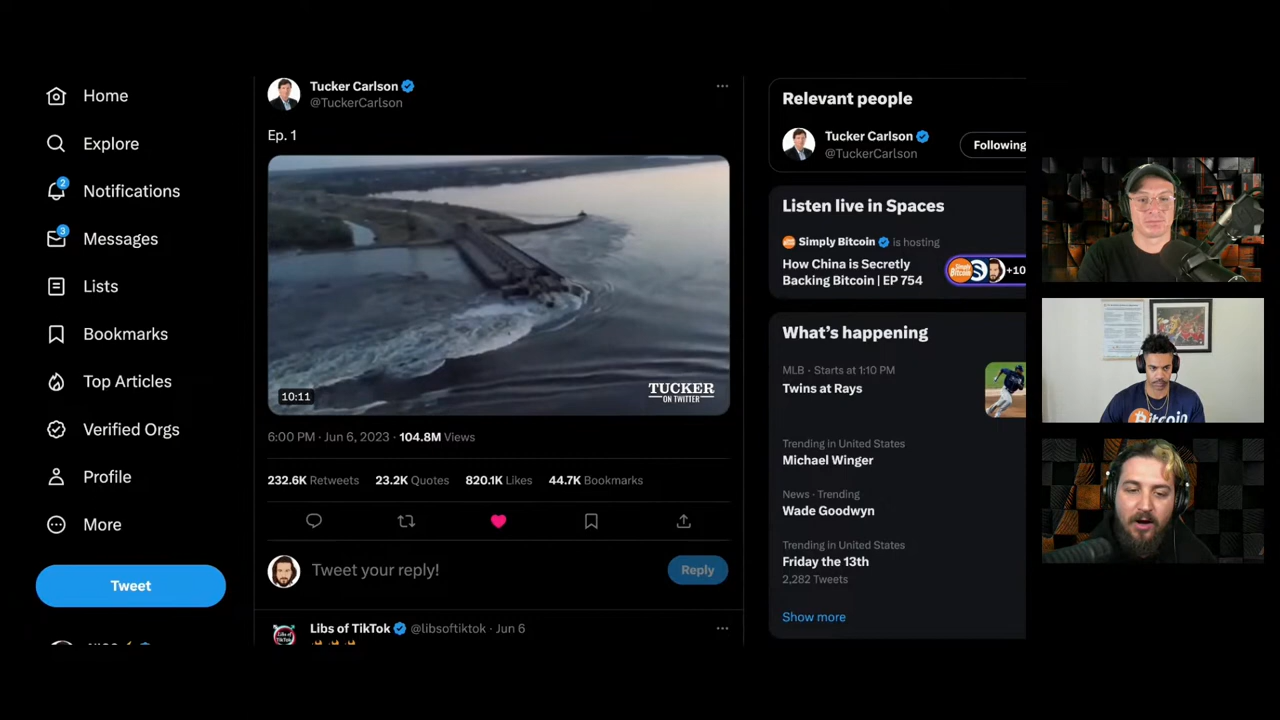 Home
Explore
2
Notifications
3
Messages
Lists
Bookmarks
Top Articles
Verified Orgs
Profile
More
Tweet
Tucker Carlson
@TuckerCarlson
Ep. 1
10:11
TUCKER
ON TWITTER
6:00 PM · Jun 6, 2023 · 104.8M Views
232.6K Retweets 23.2K Quotes 820.1K Likes 44.7K Bookmarks
Tweet your reply!
Reply
Libs of TikTok @libsoftiktok · Jun 6
Relevant people
Tucker Carlson
@TuckerCarlson
Following
Listen live in Spaces
Simply Bitcoin is hosting
How China is Secretly
Backing Bitcoin | EP 754
+10
What's happening
MLB · Starts at 1:10 PM
Twins at Rays
Trending in United States
Michael Winger
News · Trending
Wade Goodwyn
Trending in United States
Friday the 13th
2,282 Tweets
Show more
Bitcoin